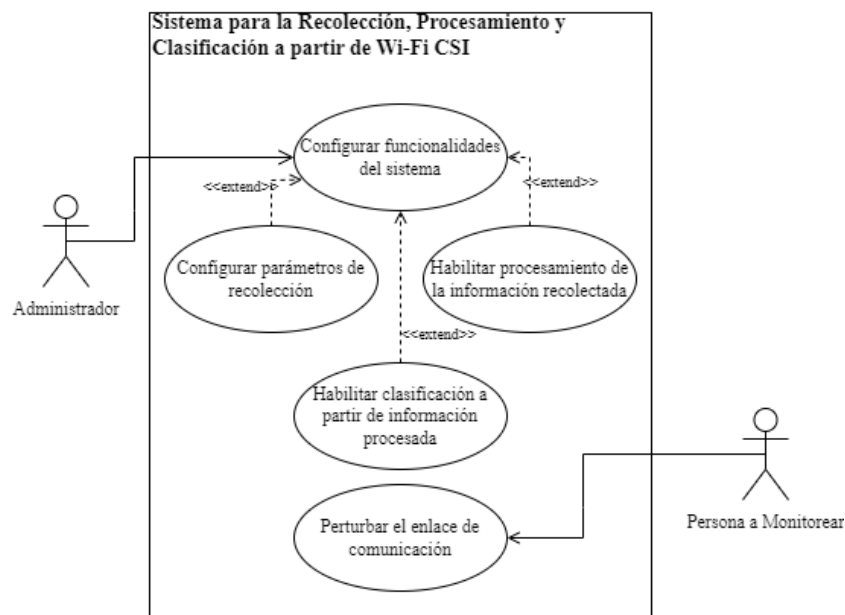 Sistema para la Recolección, Procesamiento y
Clasificación a partir de Wi-Fi CSI
Configurar funcionalidades
del sistema
<<extend>>
<<extend>>
Configurar parámetros de
recolección
Habilitar procesamiento de
la información recolectada
Administrador
<<extend>>
Habilitar clasificación a
partir de información
procesada
Perturbar el enlace de
comunicación
Persona a Monitorear